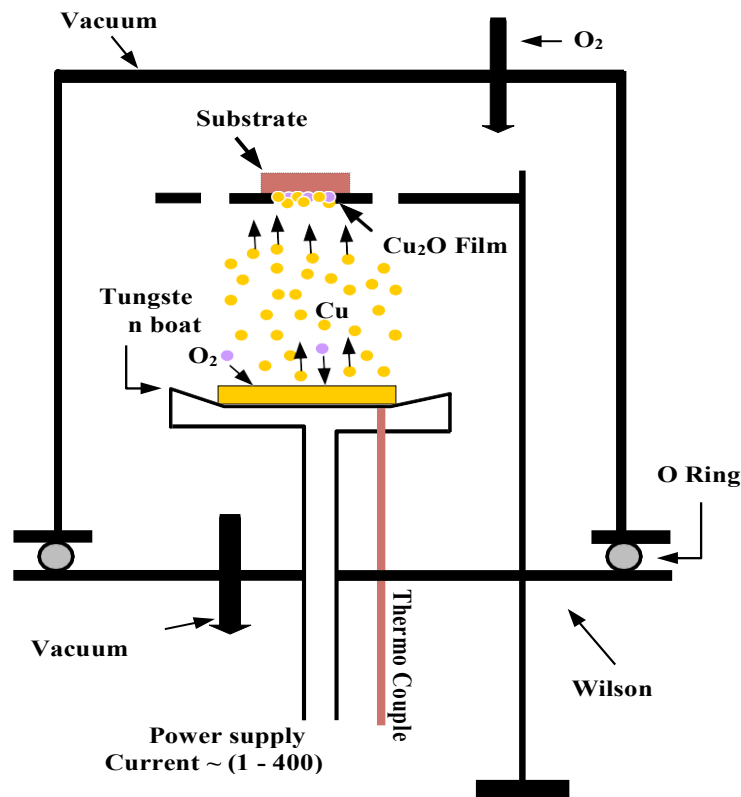 Vacuum
O₂
Substrate
Cu₂O Film
Tungste
n boat
Cu
O₂
O Ring
Thermo Couple
Vacuum
Wilson
Power supply
Current ~ (1 - 400)